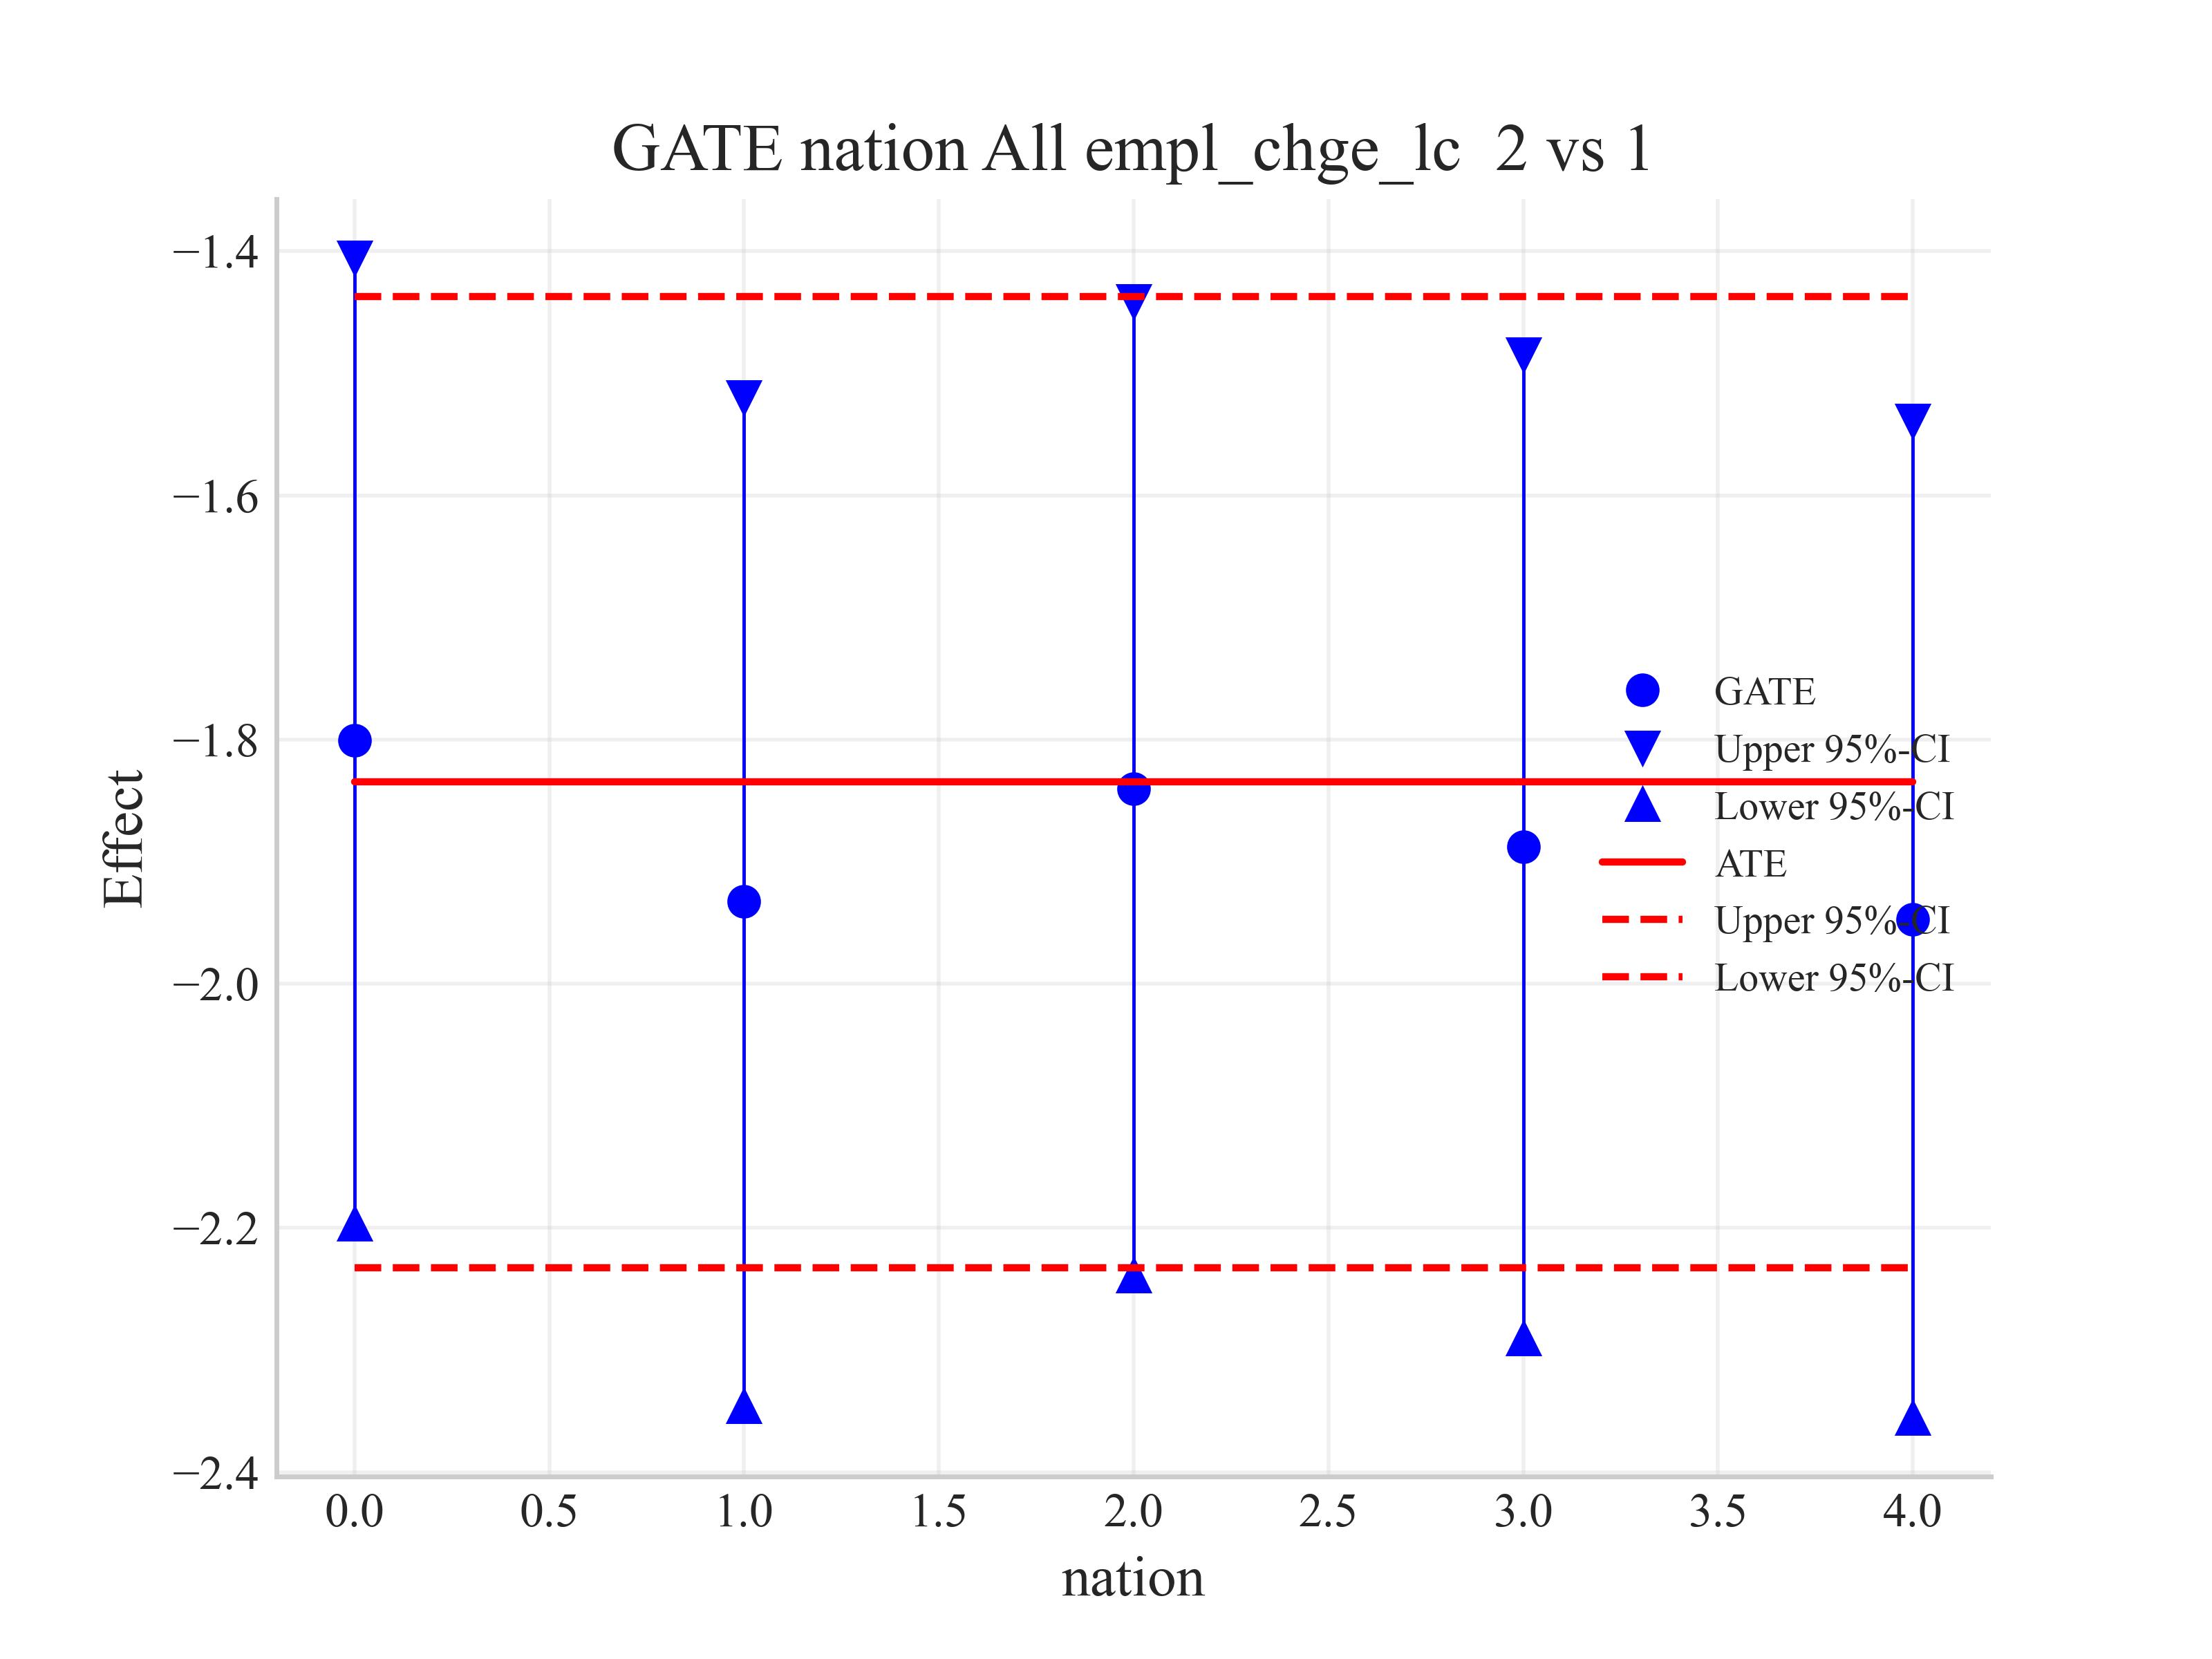 GATE nation All empl_chge_lc 2 vs 1
Effect
−1.4
−1.6
−1.8
−2.0
−2.2
−2.4
GATE
Upper 95%-CI
Lower 95%-CI
ATE
Upper 95%-CI
Lower 95%-CI
0.0 0.5 1.0 1.5 2.0 2.5 3.0 3.5 4.0
nation